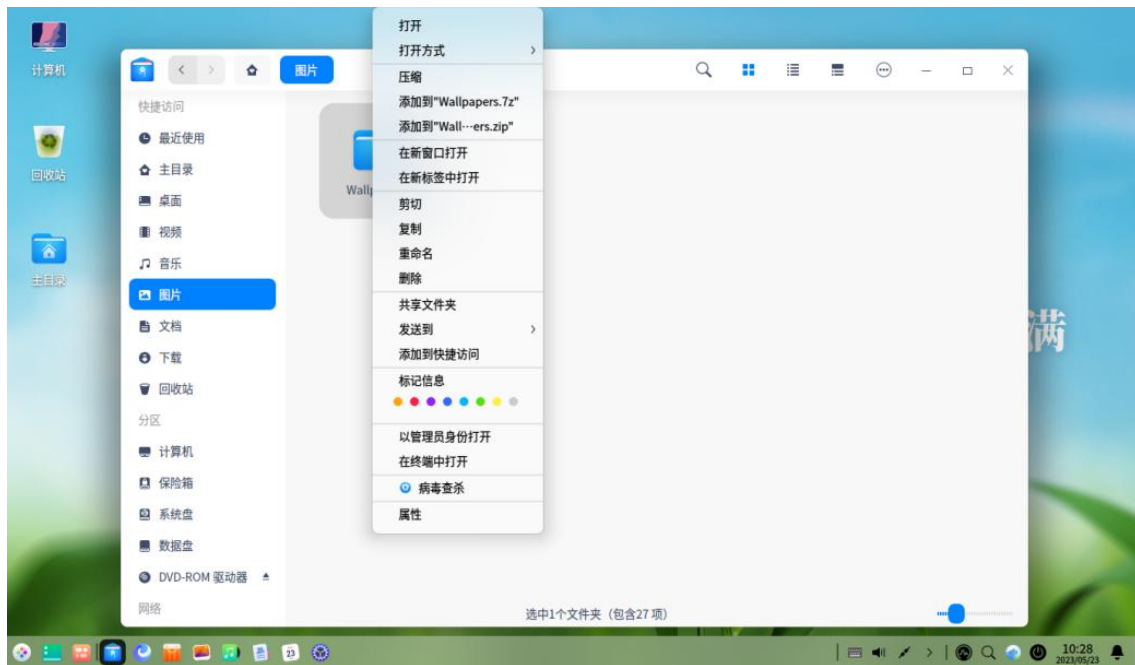 计算机
回收站
主目录
图片
快捷访问
最近使用
主目录
桌面
视频
音乐
图片
文档
下载
回收站
分区
计算机
保险箱
系统盘
数据盘
DVD-ROM 驱动器
网络
打开
打开方式
压缩
添加到"Wallpapers.7z"
添加到"Wall···ers.zip"
在新窗口打开
在新标签中打开
剪切
复制
重命名
删除
共享文件夹
发送到
添加到快捷访问
标记信息
以管理员身份打开
在终端中打开
病毒查杀
属性
选中1个文件夹（包含27 项）
满
23
10:28
2023/05/23